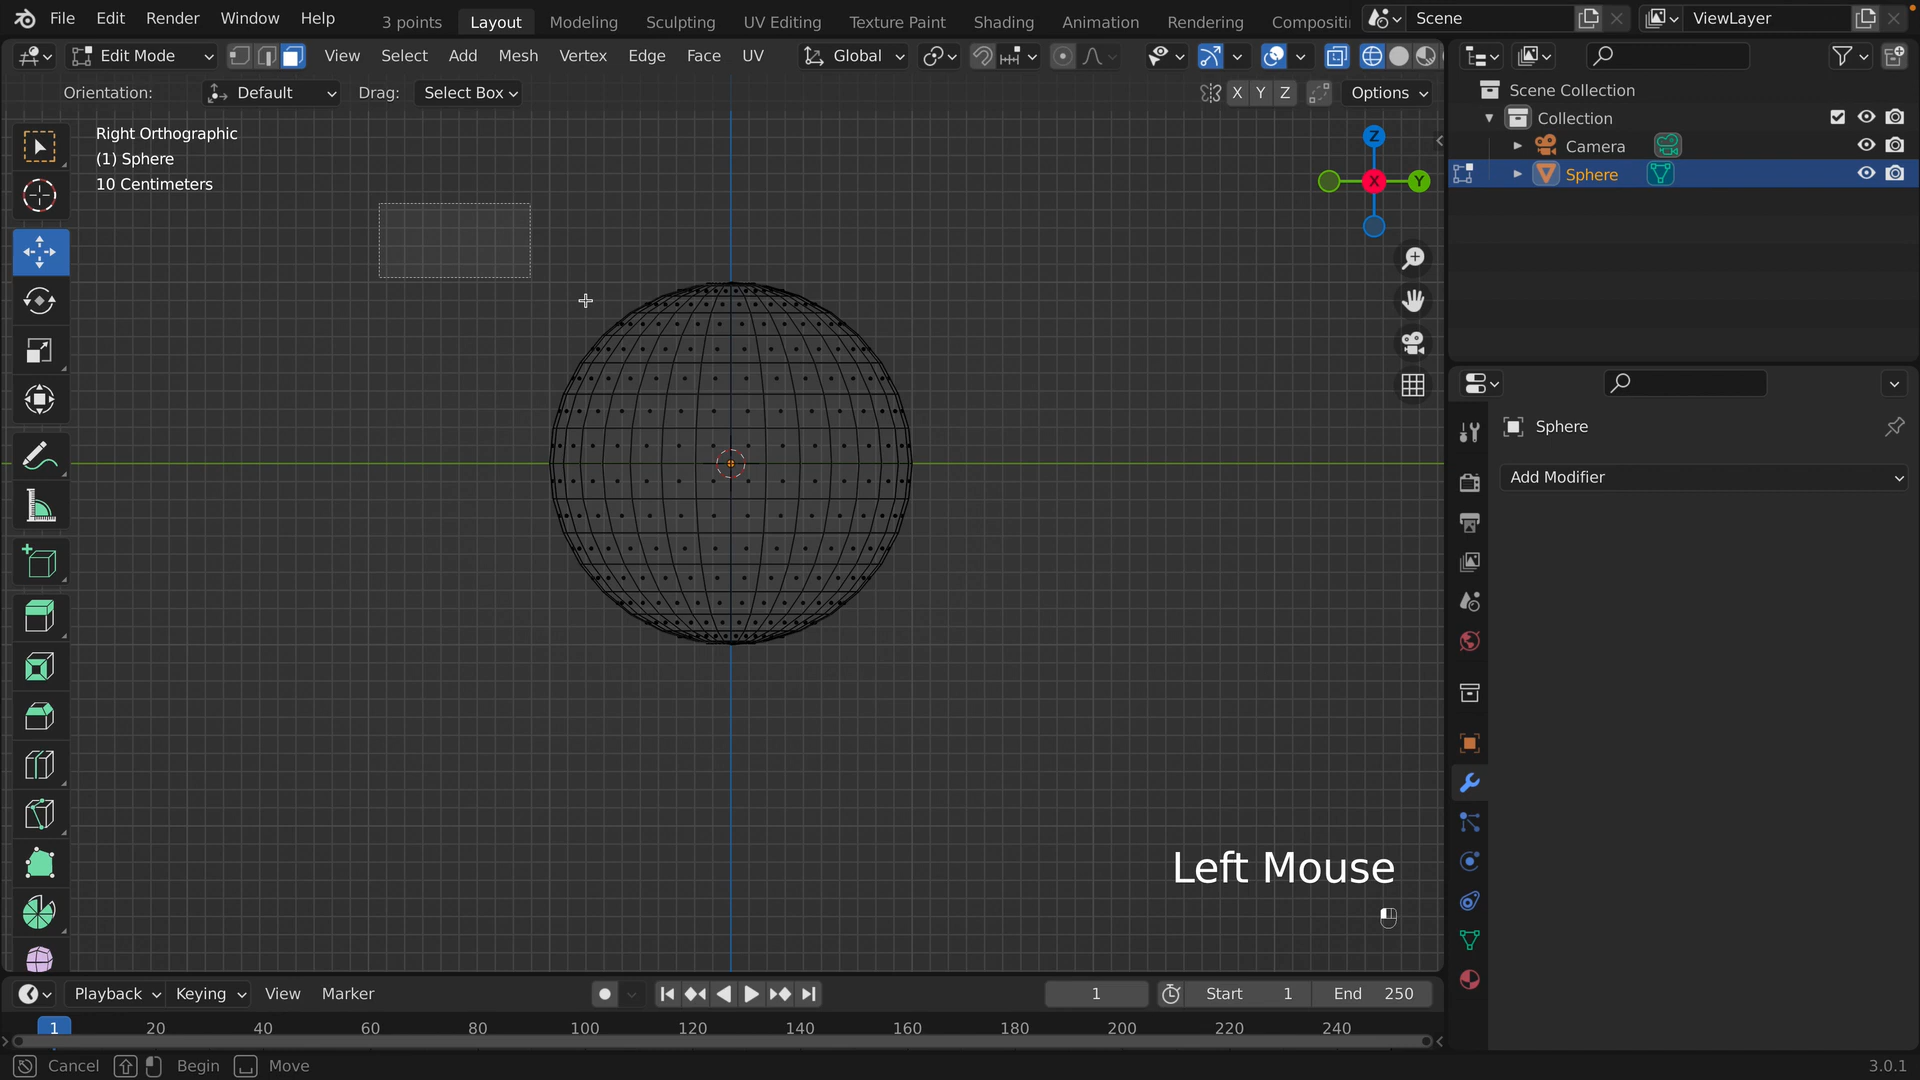 File Edit Render Window Help 3 points Layout Modeling Sculpting UV Editing Texture Paint Shading Animation Rendering Compositi Scene ViewLayer
Edit Mode View Select Add Mesh Vertex Edge Face UV Global
Orientation: Default Drag: Select Box X Y Z Options
Right Orthographic
(1) Sphere
10 Centimeters
Z
X Y
Scene Collection
Collection
Camera
Sphere
Sphere
Add Modifier
Left Mouse
Playback Keying View Marker 1 Start 1 End 250
1 20 40 60 80 100 120 140 160 180 200 220 240
Cancel Begin Move 3.0.1